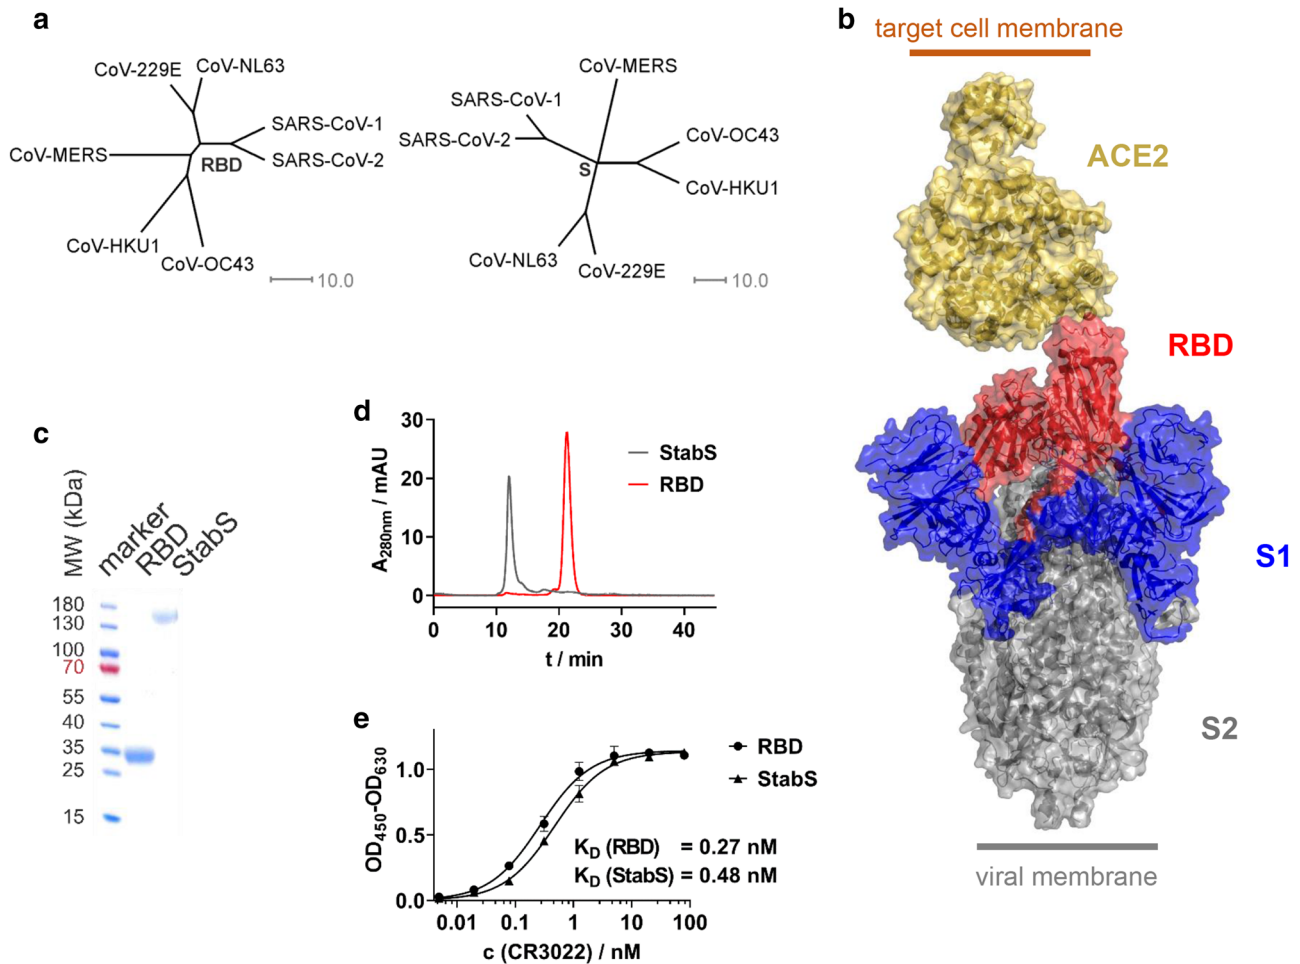 a
CoV-229E
CoV-NL63
SARS-CoV-1
SARS-CoV-2
CoV-MERS
RBD
CoV-HKU1
CoV-OC43
10.0
CoV-MERS
SARS-CoV-1
SARS-CoV-2
CoV-OC43
S
CoV-HKU1
CoV-NL63
CoV-229E
10.0
b
target cell membrane
ACE2
RBD
S1
S2
viral membrane
c
MW (kDa)
marker
RBD
StabS
180
130
100
70
55
40
35
25
15
d
A280nm / mAU
30
20
10
0
StabS
RBD
0 10 20 30 40
t / min
e
OD450-OD630
1.0
0.5
0.0
RBD
StabS
KD (RBD) = 0.27 nM
KD (StabS) = 0.48 nM
0.01 0.1 1 10 100
c (CR3022) / nM